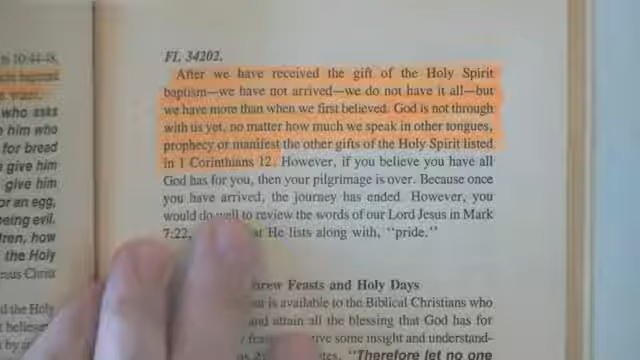 s 10:44-48,
who asks
him who
for bread
give him
give him
or an egg,
being evil.
how
the Holy
Christ
the Holy
FL 34202.
After we have received the gift of the Holy Spirit
baptism—we have not arrived—we do not have it all—but
we have more than when we first believed. God is not through
with us yet, no matter how much we speak in other tongues,
prophecy or manifest the other gifts of the Holy Spirit listed
in 1 Corinthians 12. However, if you believe you have all
God has for you, then your pilgrimage is over. Because once
you have arrived, the journey has ended. However, you
would do well to review the words of our Lord Jesus in Mark
7:22, at He lists along with, “pride.”
rew Feasts and Holy Days
is available to the Biblical Christians who
and attain all the blessing that God has for
ve some insight and understand-
"Therefore let no one